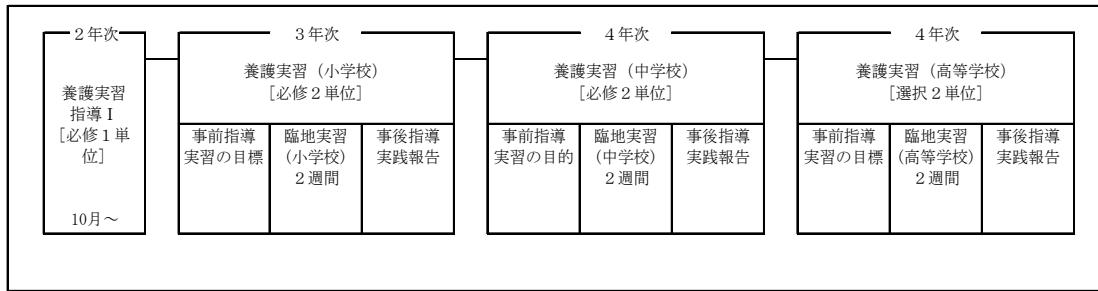 2年次
養護実習
指導Ⅰ
[必修1単
位]
10月～
3年次
養護実習（小学校）
[必修2単位]
事前指導
実習の目標
臨地実習
(小学校)
2週間
事後指導
実践報告
4年次
養護実習（中学校）
[必修2単位]
事前指導
実習の目的
臨地実習
(中学校)
2週間
事後指導
実践報告
4年次
養護実習（高等学校）
[選択2単位]
事前指導
実習の目標
臨地実習
(高等学校)
2週間
事後指導
実践報告